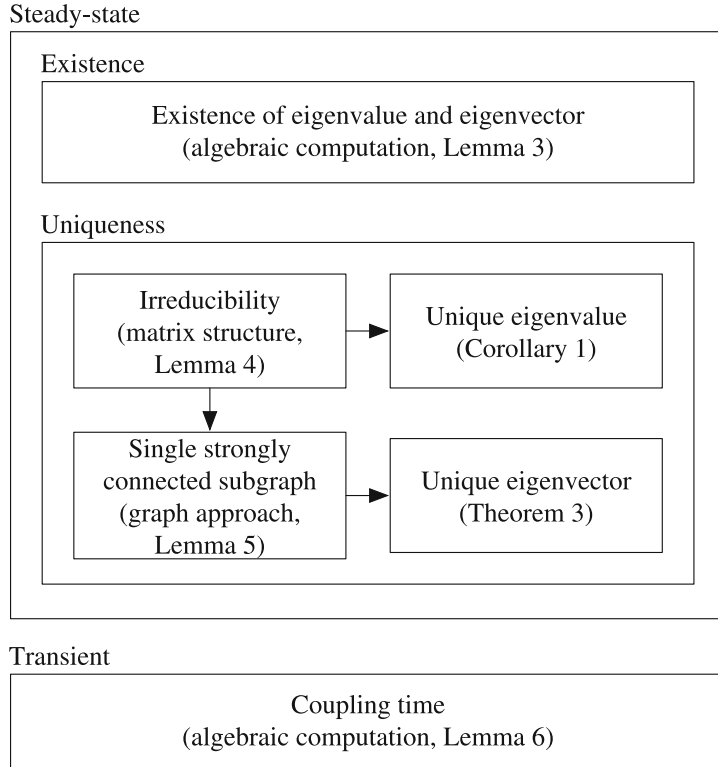 Steady-state
Existence
Existence of eigenvalue and eigenvector
(algebraic computation, Lemma 3)
Uniqueness
Irreducibility
(matrix structure,
Lemma 4)
Unique eigenvalue
(Corollary 1)
Single strongly
connected subgraph
(graph approach,
Lemma 5)
Unique eigenvector
(Theorem 3)
Transient
Coupling time
(algebraic computation, Lemma 6)